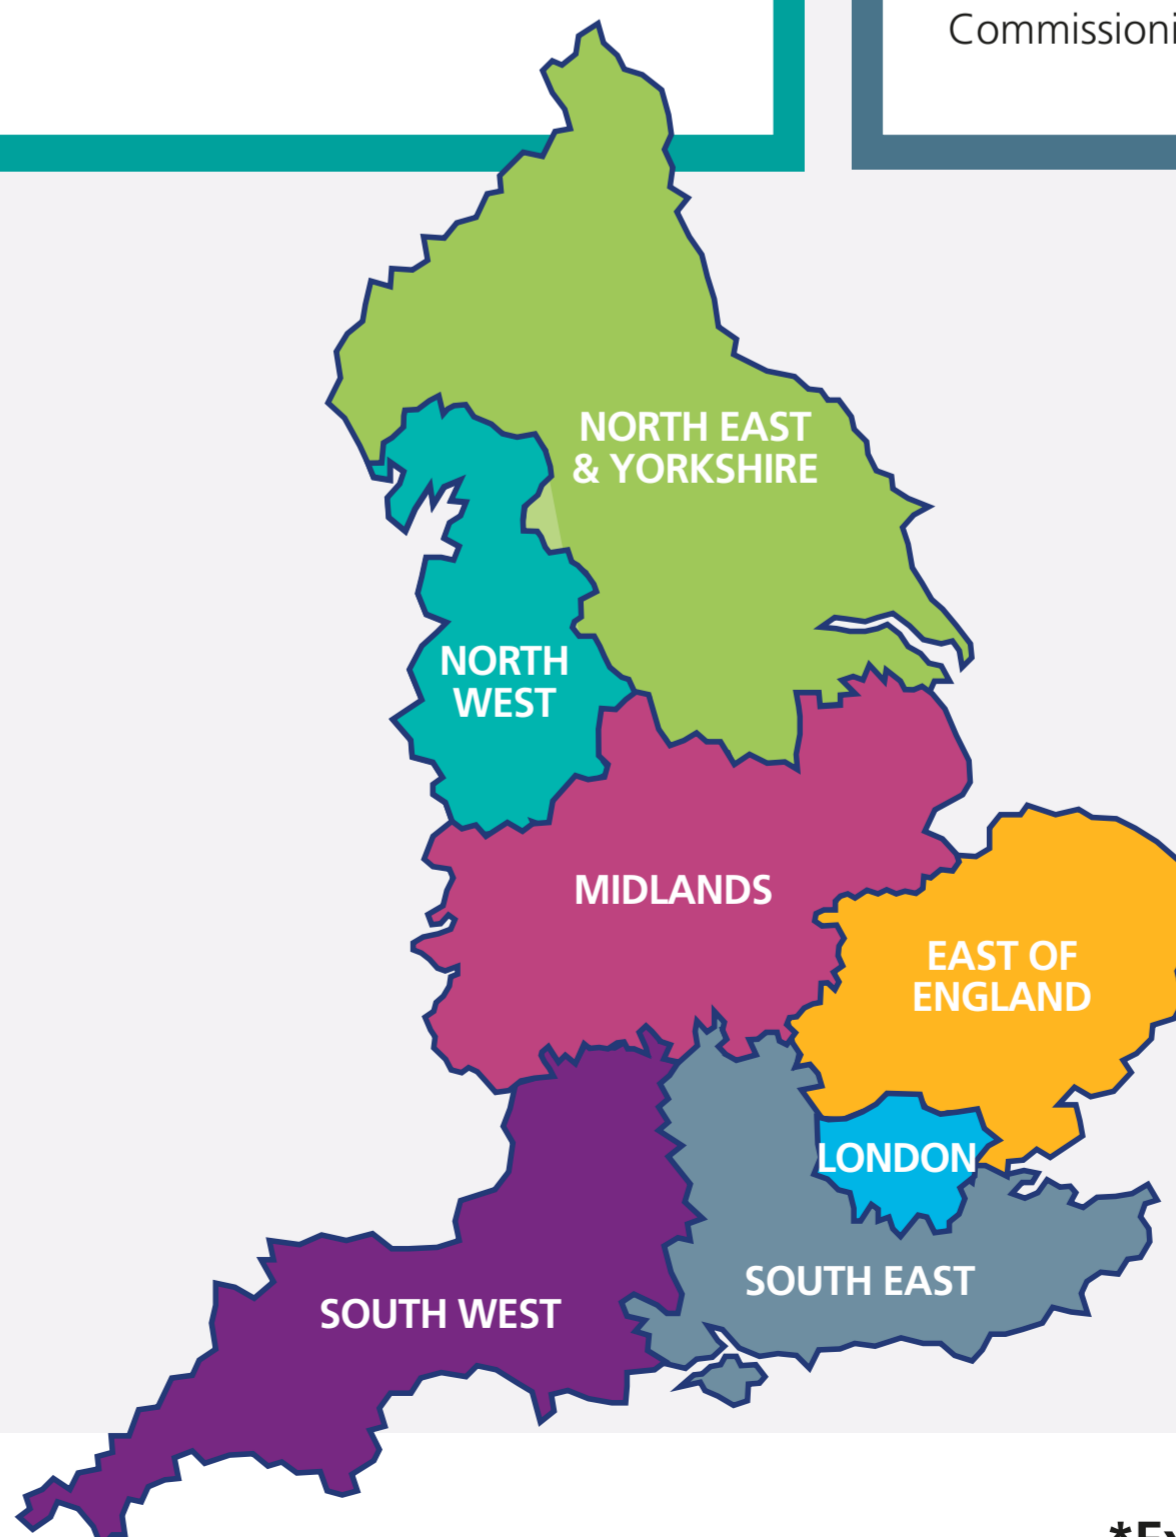 Commissioni
NORTH EAST
& YORKSHIRE
NORTH
WEST
MIDLANDS
EAST OF
ENGLAND
LONDON
SOUTH EAST
SOUTH WEST